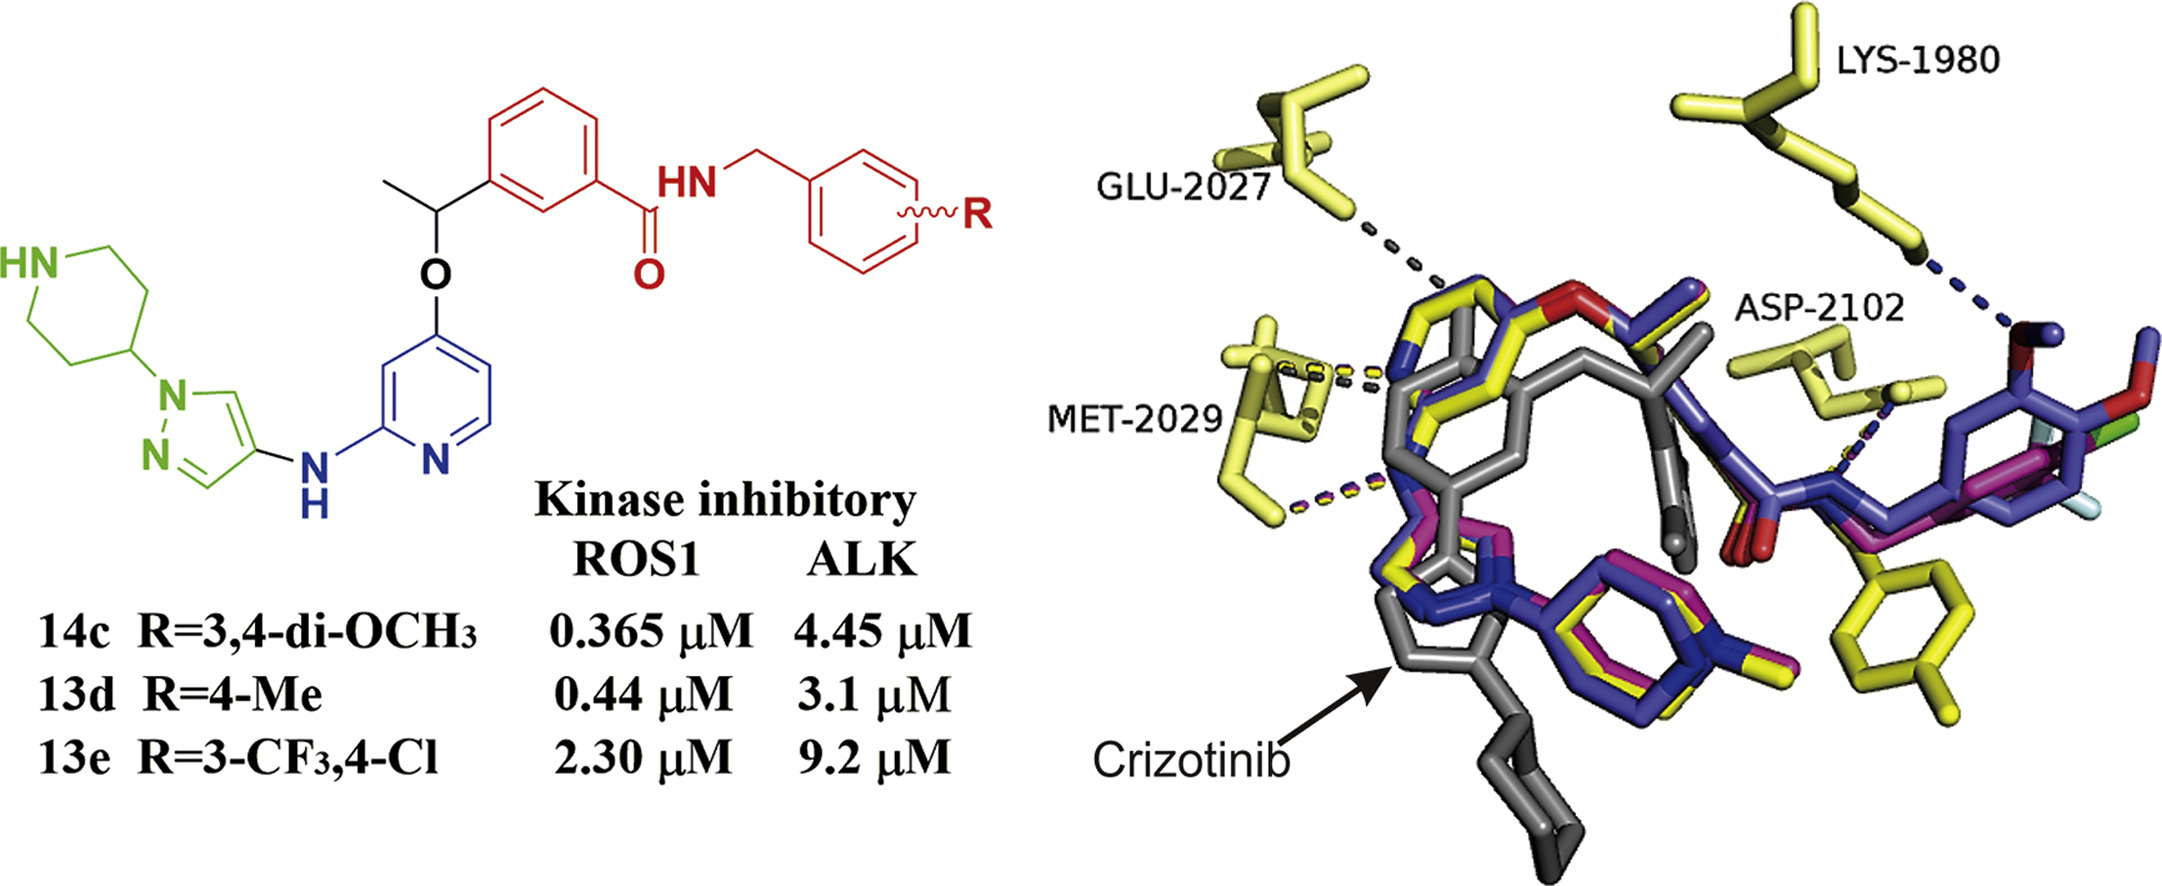 HN
N
N
N
H
N
O
HN
O
R
Kinase inhibitory
ROS1 ALK
14c R=3,4-di-OCH₃ 0.365 μM 4.45 μM
13d R=4-Me 0.44 μM 3.1 μM
13e R=3-CF₃,4-Cl 2.30 μM 9.2 μM
LYS-1980
GLU-2027
ASP-2102
MET-2029
Crizotinib